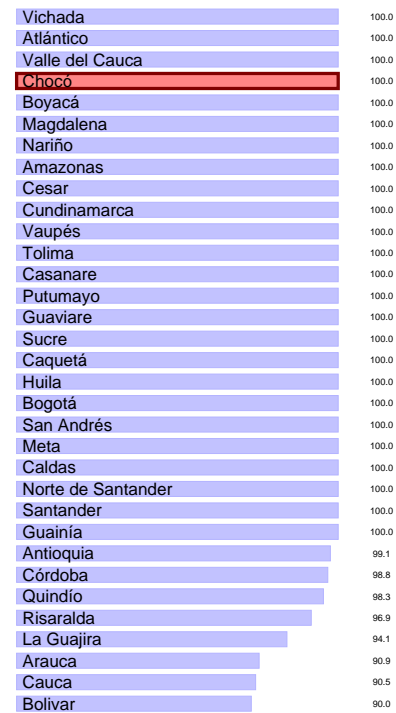 Vichada 100.0
Atlántico 100.0
Valle del Cauca 100.0
Chocó 100.0
Boyacá 100.0
Magdalena 100.0
Nariño 100.0
Amazonas 100.0
Cesar 100.0
Cundinamarca 100.0
Vaupés 100.0
Tolima 100.0
Casanare 100.0
Putumayo 100.0
Guaviare 100.0
Sucre 100.0
Caquetá 100.0
Huila 100.0
Bogotá 100.0
San Andrés 100.0
Meta 100.0
Caldas 100.0
Norte de Santander 100.0
Santander 100.0
Guainía 100.0
Antioquia 99.1
Córdoba 98.8
Quindío 98.3
Risaralda 96.9
La Guajira 94.1
Arauca 90.9
Cauca 90.5
Bolivar 90.0